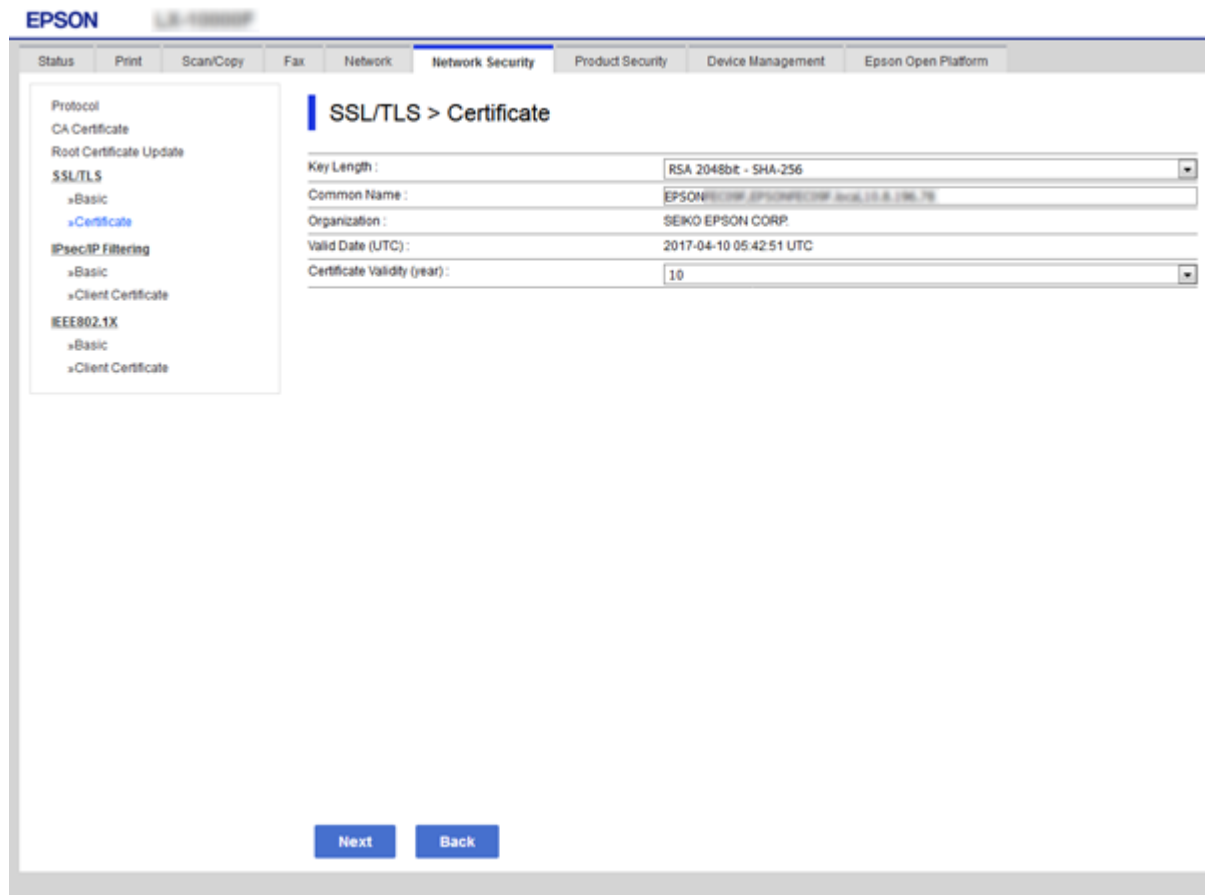 EPSON
Status Print Scan/Copy Fax Network Network Security Product Security Device Management Epson Open Platform
Protocol
CA Certificate
Root Certificate Update
SSL/TLS
»Basic
»Certificate
IPsec/IP Filtering
»Basic
»Client Certificate
IEEE802.1X
»Basic
»Client Certificate
SSL/TLS > Certificate
Key Length : RSA 2048bit - SHA-256
Common Name : EPSON
Organization : SEIKO EPSON CORP.
Valid Date (UTC) : 2017-04-10 05:42:51 UTC
Certificate Validity (year) : 10
Next Back